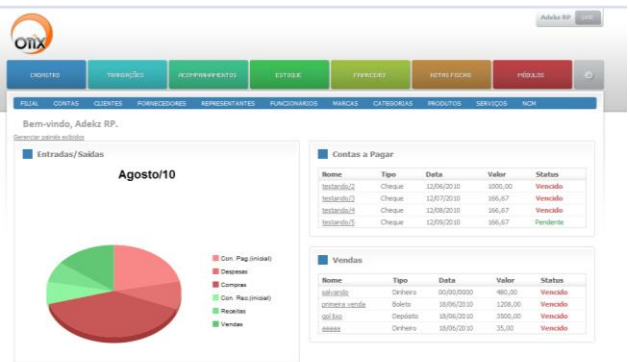 Adekz RP
OTIX
CADASTRO TRANSAÇÕES ACOMPANHAMENTOS ESTOQUE FINANCEIRO NOTAS FISCAIS MÓDULOS
FILIAL CONTAS CLIENTES FORNECEDORES REPRESENTANTES FUNCIONÁRIOS MARCAS CATEGORIAS PRODUTOS SERVIÇOS NCM
Bem-vindo, Adekz RP.
Gerenciar painéis exibidos
Entradas/Saídas
Agosto/10
Con. Pag.(inicial)
Despesas
Compras
Con. Rec.(inicial)
Receitas
Vendas
Contas a Pagar
Nome Tipo Data Valor Status
testando/2 Cheque 12/06/2010 1000,00 Vencido
testando/3 Cheque 12/07/2010 166,67 Vencido
testando/4 Cheque 12/08/2010 166,67 Vencido
testando/5 Cheque 12/09/2010 166,67 Pendente
Vendas
Nome Tipo Data Valor Status
salvando Dinheiro 00/00/0000 480,00 Vencido
primeira venda Boleto 18/06/2010 1208,00 Vencido
Depósito 18/06/2010 3500,00 Vencido
aaaaa Dinheiro 18/06/2010 35,00 Vencido